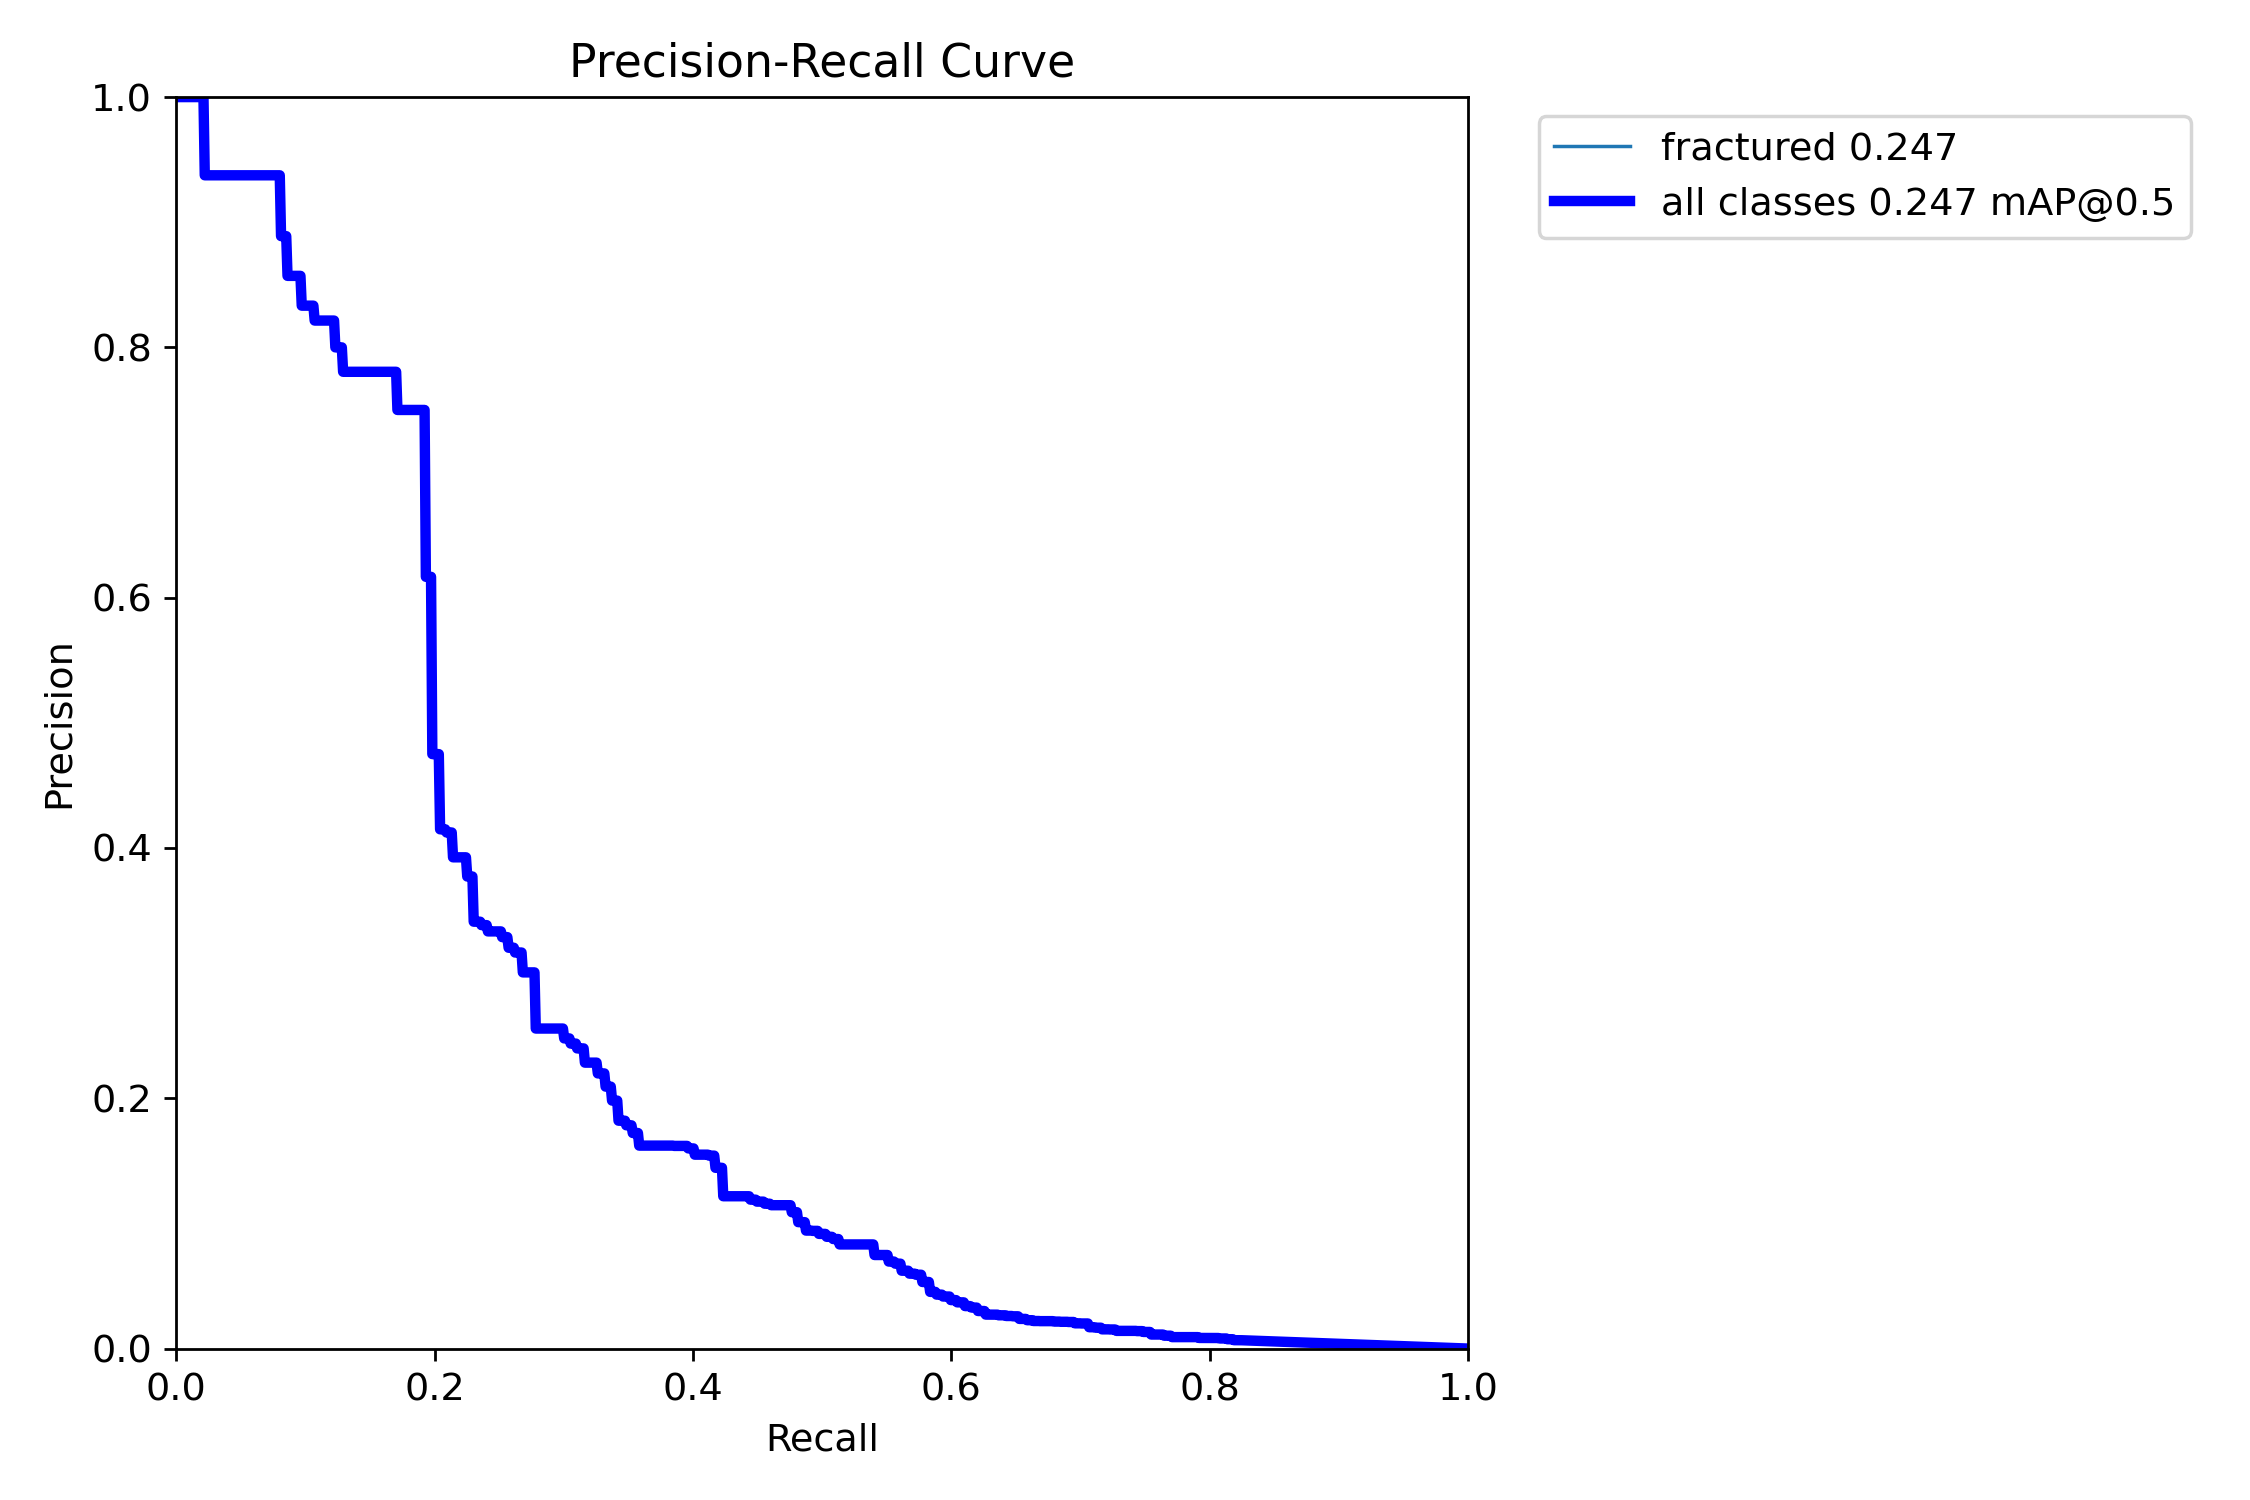 Precision-Recall Curve
1.0
0.8
0.6
0.4
0.2
0.0
Precision
0.0 0.2 0.4 0.6 0.8 1.0
Recall
fractured 0.247
all classes 0.247 mAP@0.5